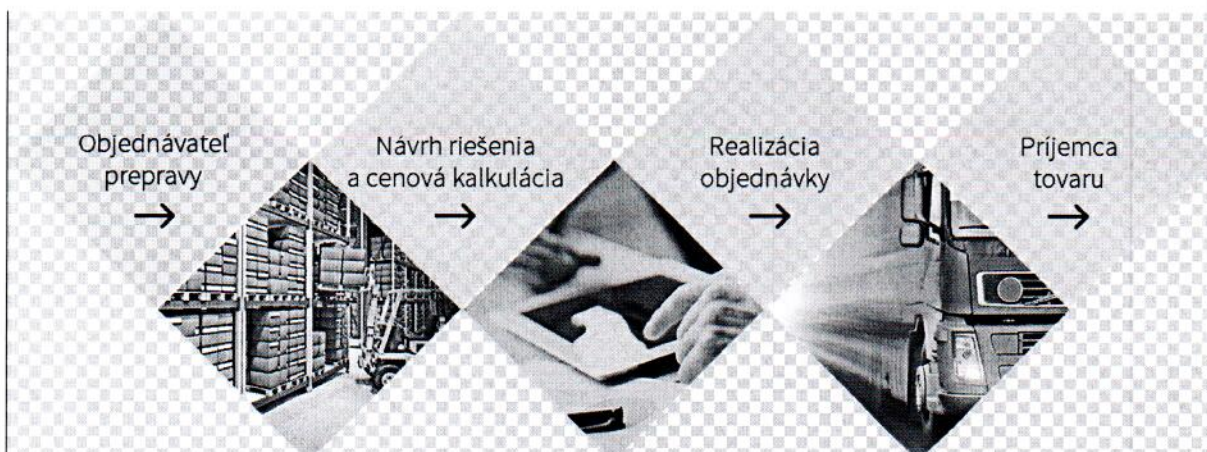 Objednávateľ
prepravy
Návrh riešenia
a cenová kalkulácia
Realizácia
objednávky
Príjemca
tovaru